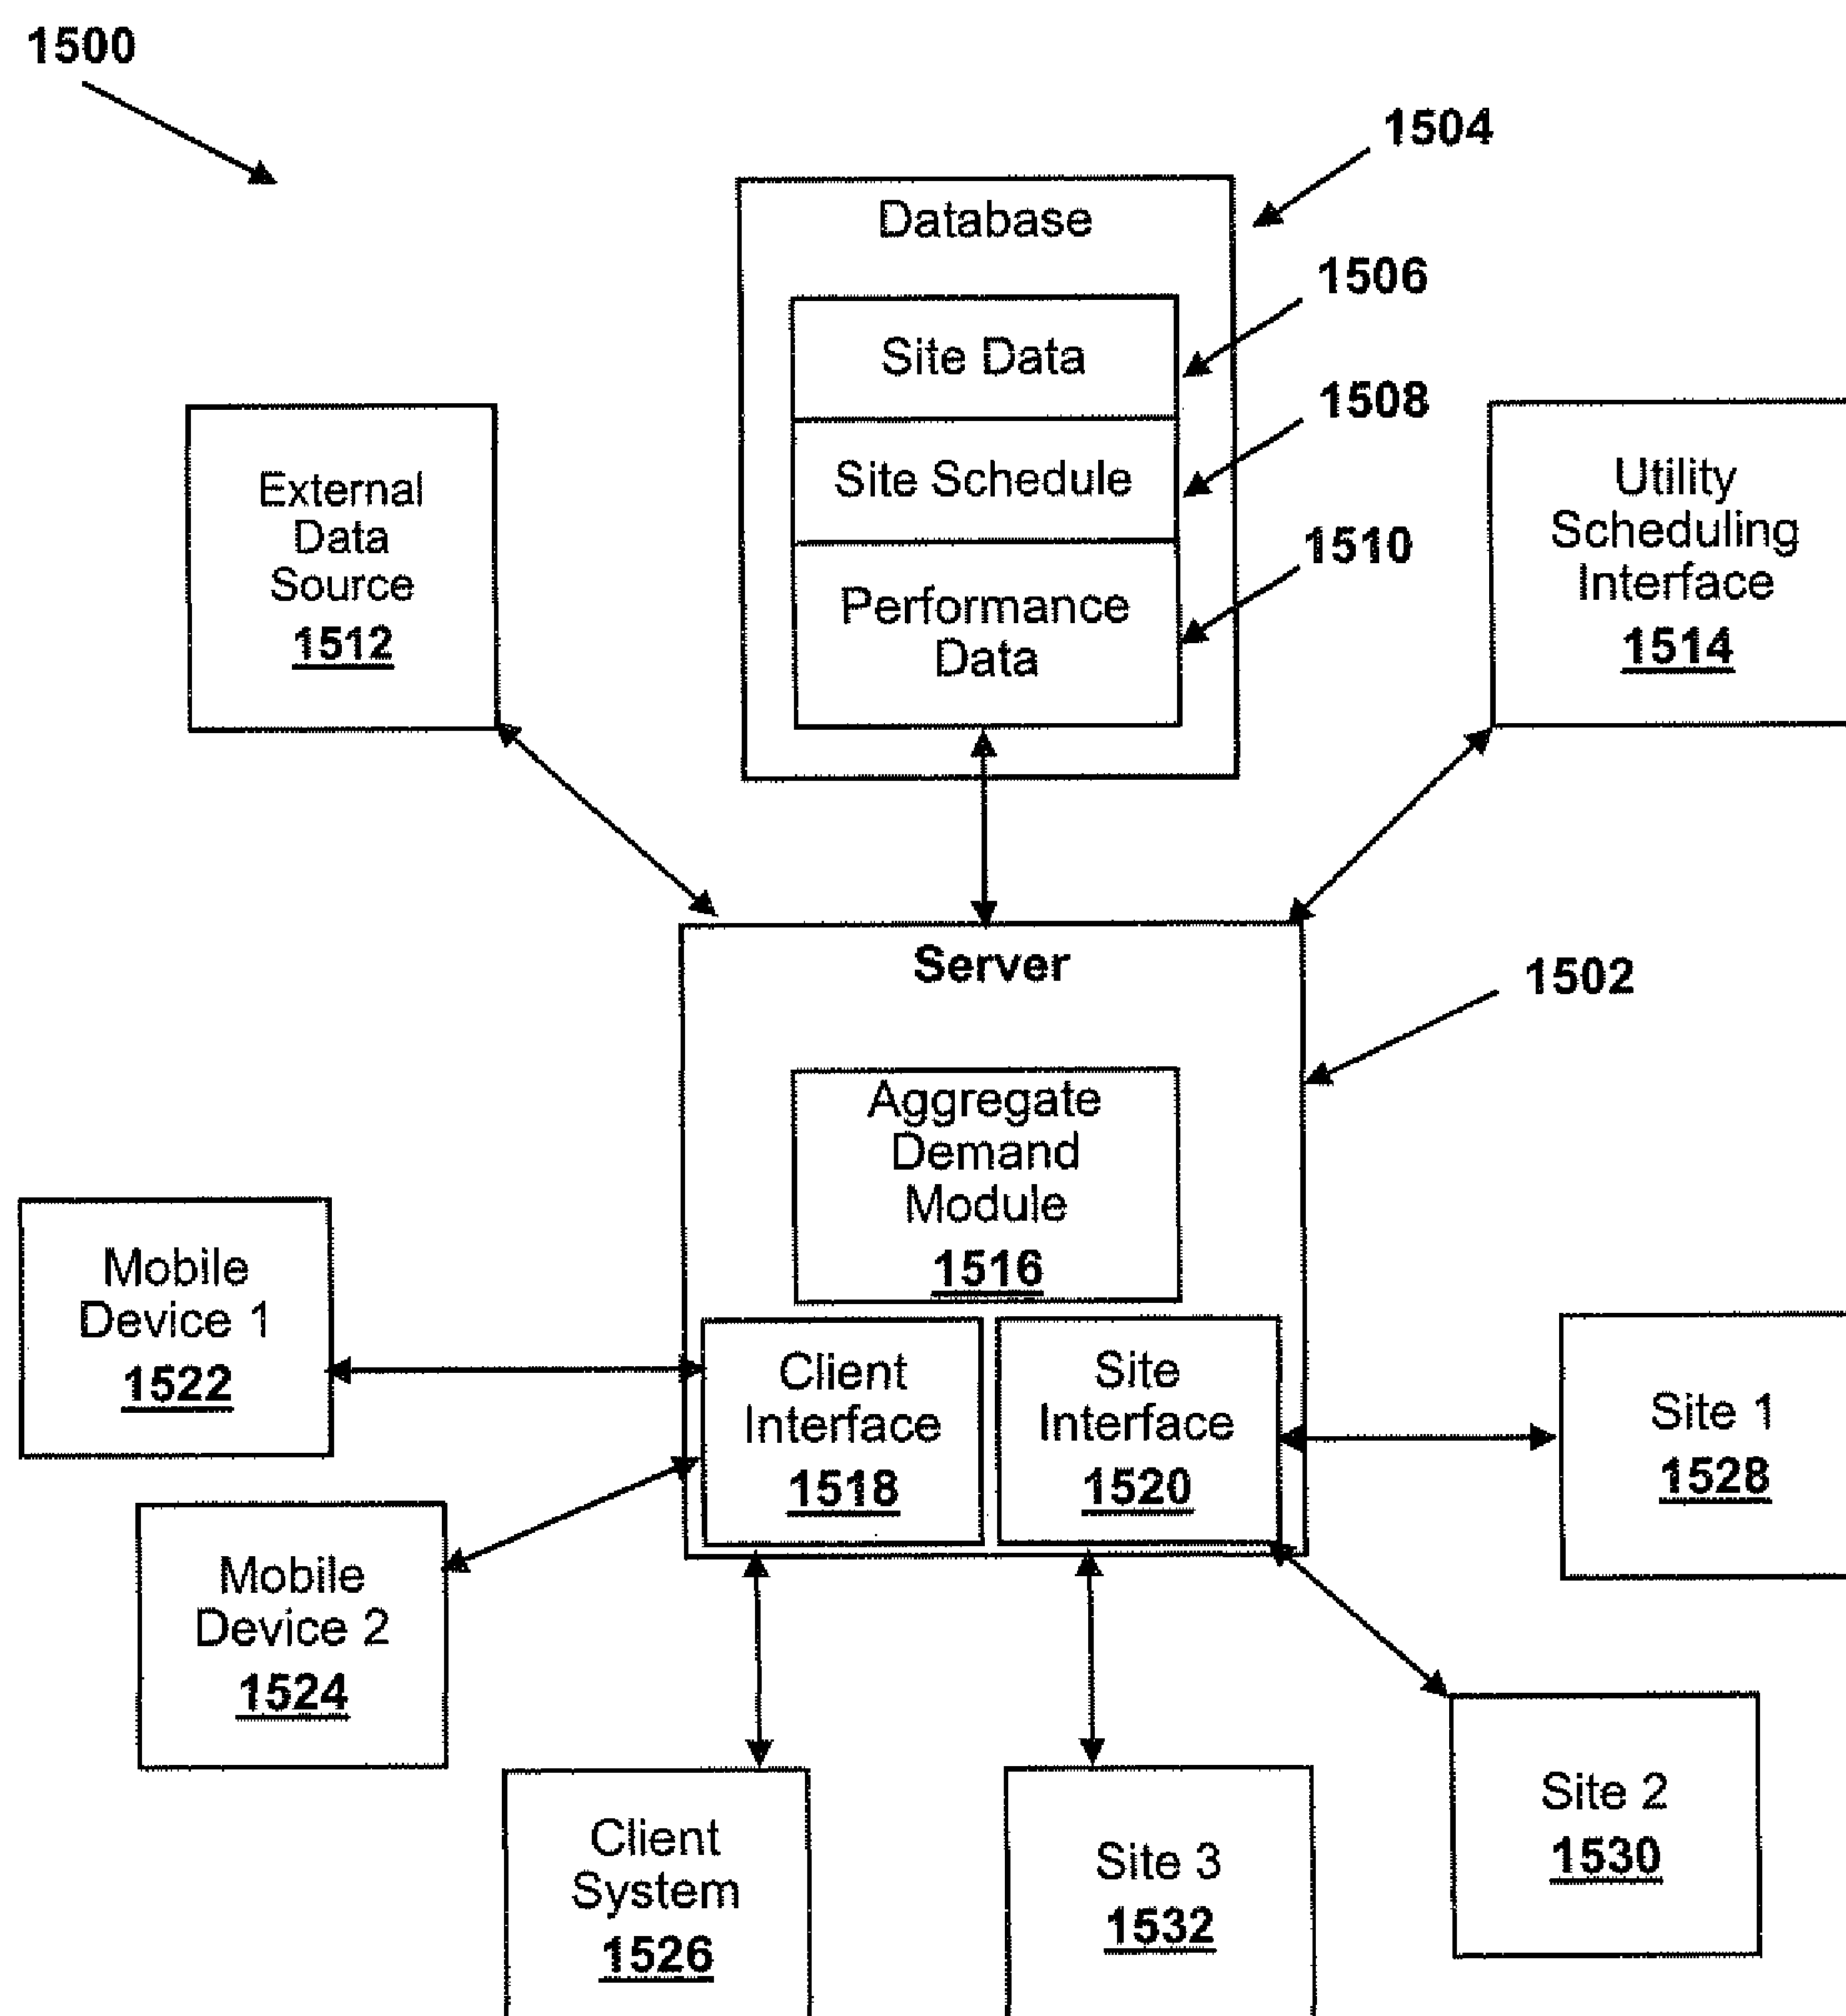 1500
1504
Database
1506
Site Data
1508
Site Schedule
1510
Performance
Data
External
Data
Source
1512
Utility
Scheduling
Interface
1514
Server
1502
Aggregate
Demand
Module
1516
Mobile
Device 1
1522
Client
Interface
1518
Site
Interface
1520
Site 1
1528
Mobile
Device 2
1524
Client
System
1526
Site 3
1532
Site 2
1530